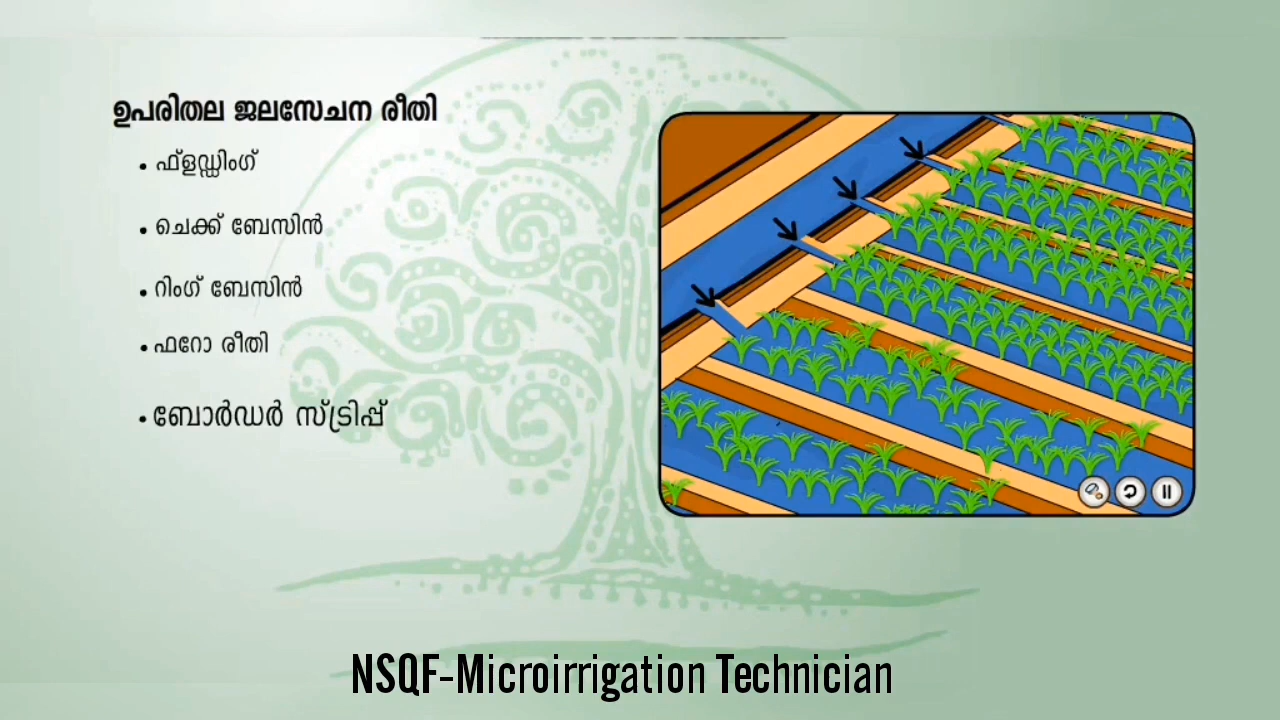 ഉപരിതല ജലസേചന രീതി
• ഫ്ളഡ്ഡിംഗ്
• ചെക്ക് ബേസിൻ
• റിംഗ് ബേസിൻ
• ഫറോ രീതി
• ബോർഡർ സ്ട്രിപ്പ്
NSQF-Microirrigation Technician